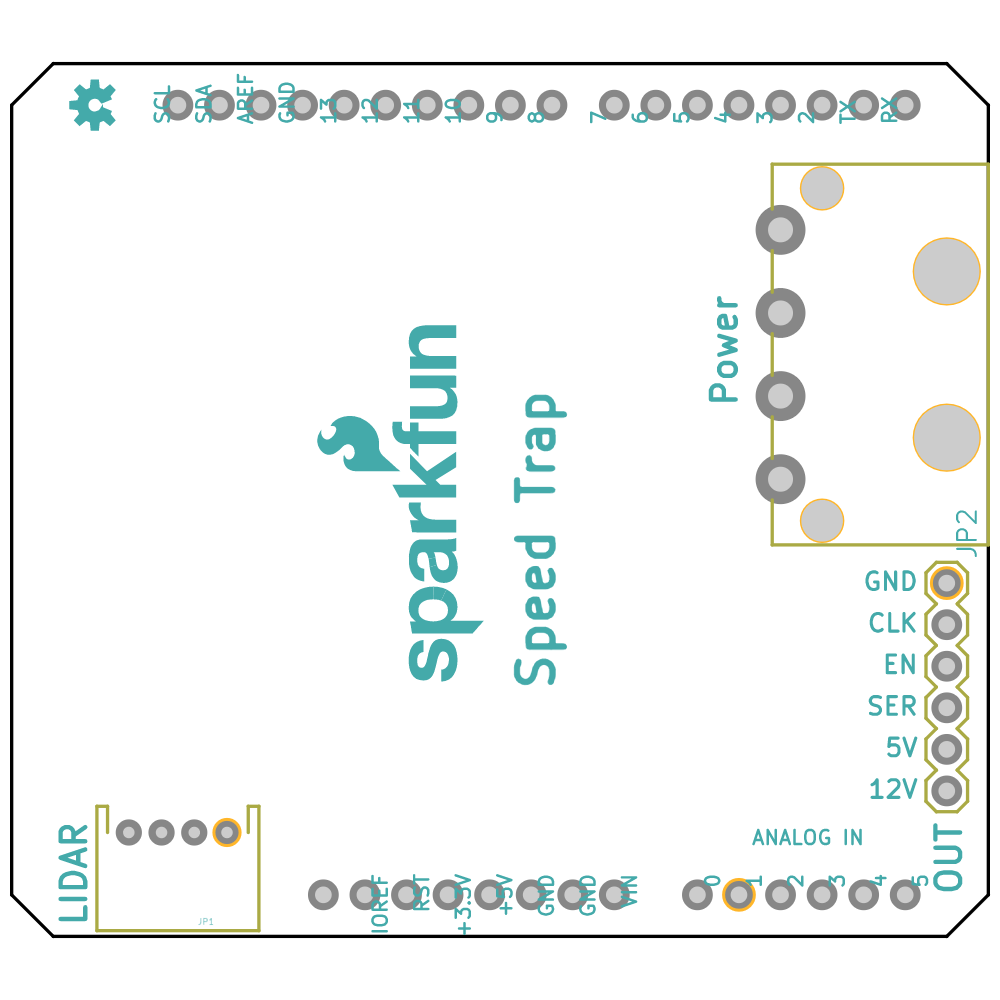 SCL
SDA
AREF
GND
13
12
11
10
9
8
7
6
5
4
3
2
TX
RX
Power
sparkfun
Speed Trap
JP2
GND
CLK
EN
SER
5V
12V
OUT
ANALOG IN
LIDAR
JP1
IOREF
RST
+3.3V
+5V
GND
GND
VIN
0
1
2
3
4
5